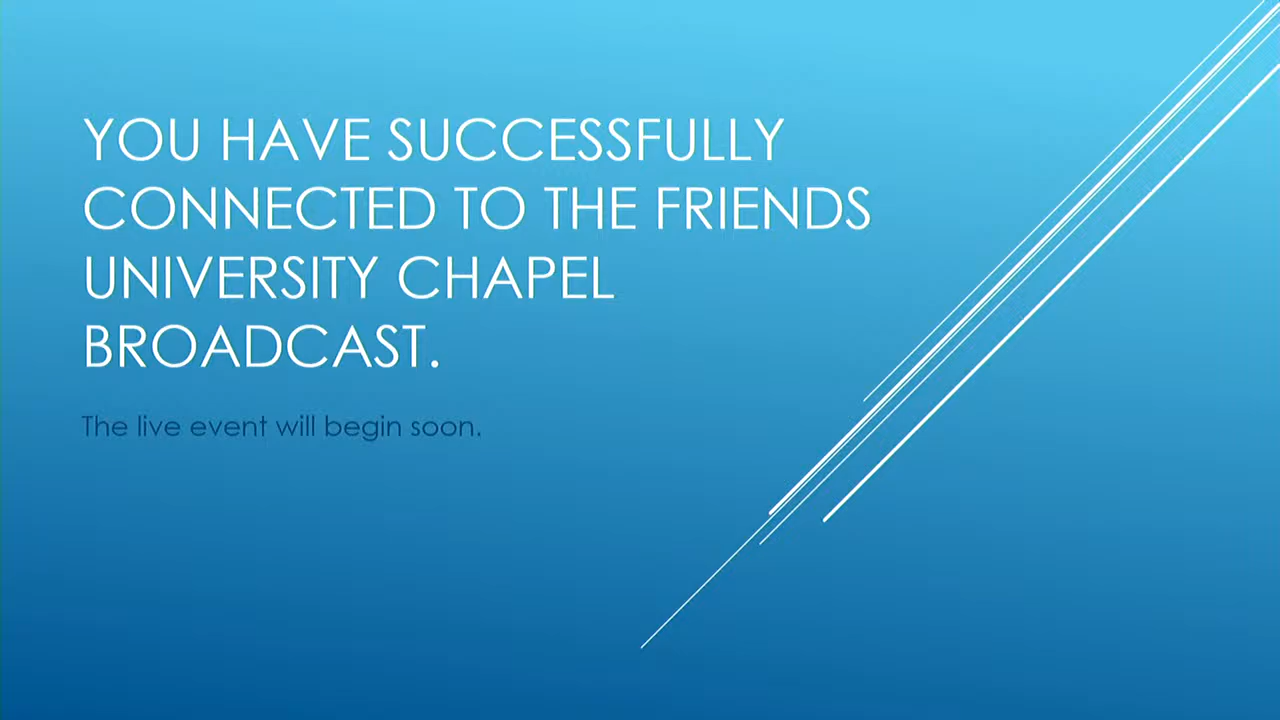 YOU HAVE SUCCESSFULLY
CONNECTED TO THE FRIENDS
UNIVERSITY CHAPEL
BROADCAST.
The live event will begin soon.